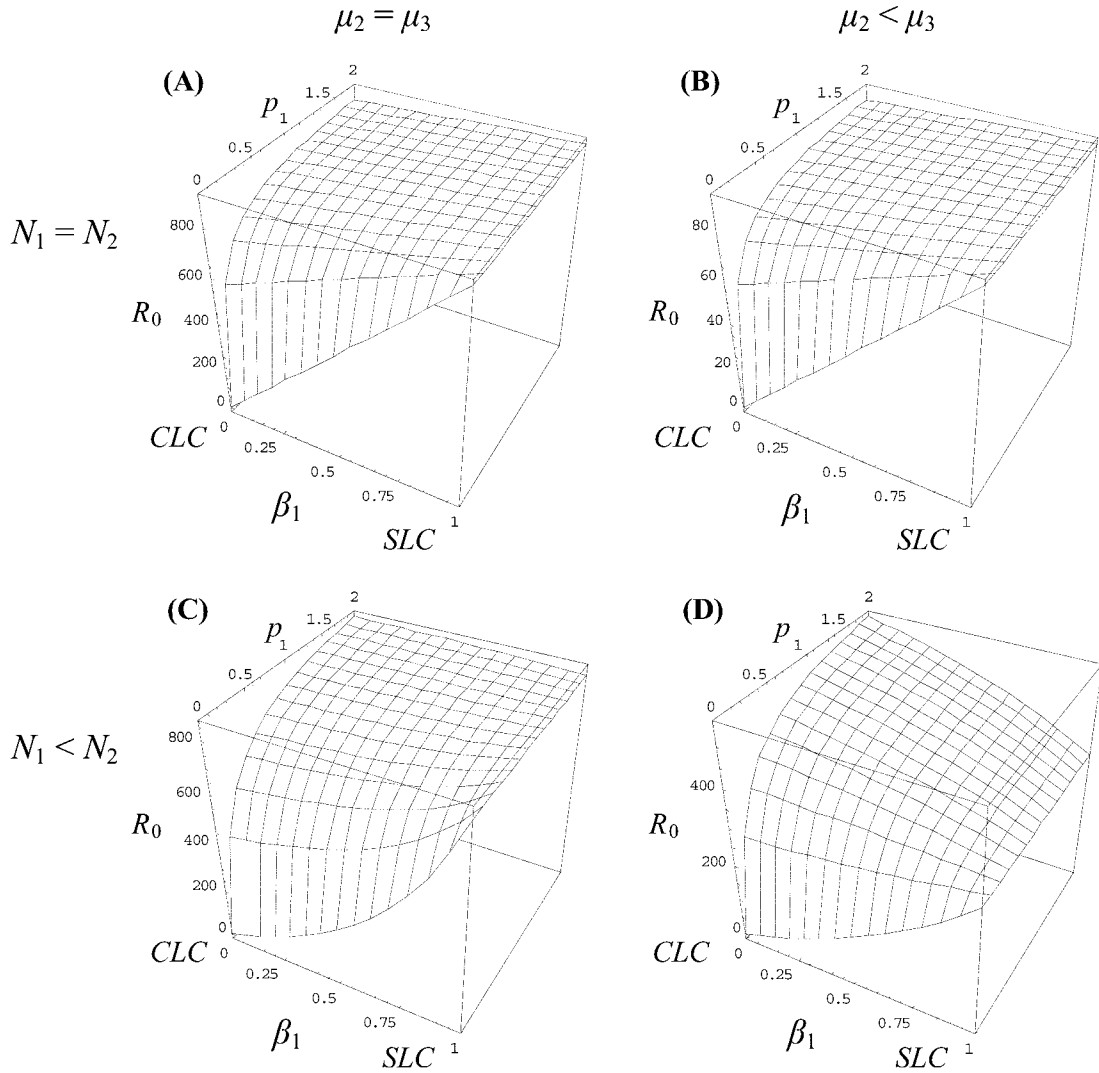 μ₂ = μ₃
μ₂ < μ₃
(A)
2
1.5
p₁
0.5
0
800
600
R₀
400
200
0
CLC
0
0.25
0.5
0.75
1
β₁
SLC
N₁ = N₂
(B)
2
1.5
p₁
0.5
0
80
60
R₀
40
20
0
CLC
0
0.25
0.5
0.75
1
β₁
SLC
(C)
2
1.5
p₁
0.5
0
800
600
R₀
400
200
0
CLC
0
0.25
0.5
0.75
1
β₁
SLC
N₁ < N₂
(D)
2
1.5
p₁
0.5
0
400
R₀
200
0
CLC
0
0.25
0.5
0.75
1
β₁
SLC